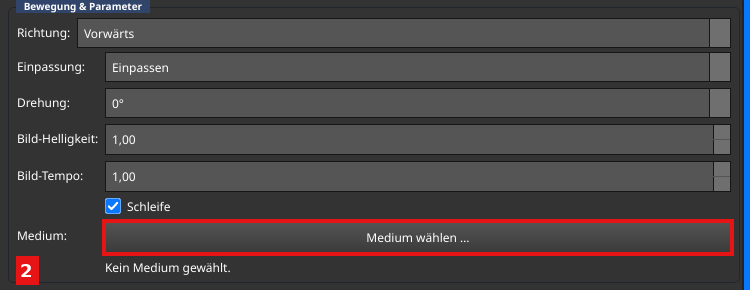 Bewegung & Parameter
Richtung: Vorwärts
Einpassung: Einpassen
Drehung: 0°
Bild-Helligkeit: 1,00
Bild-Tempo: 1,00
Schleife
Medium: Medium wählen ...
2 Kein Medium gewählt.